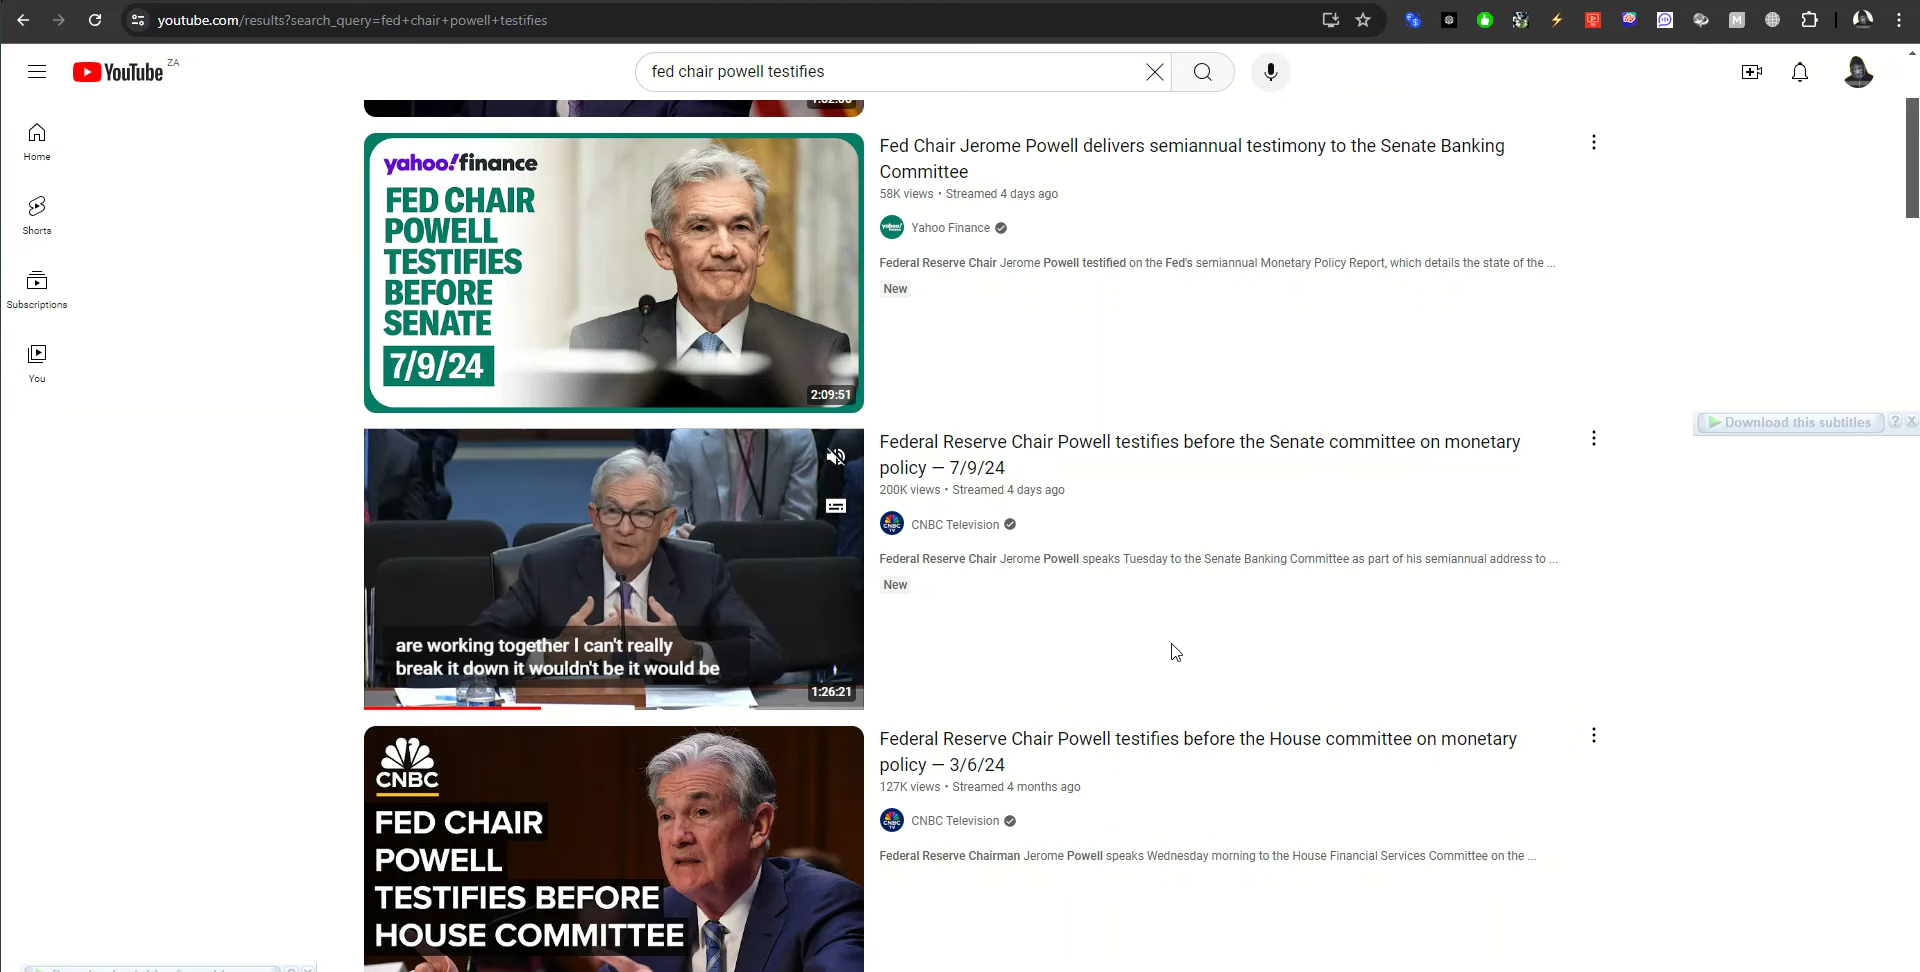 youtube.com/results?search_query=fed+chair+powell+testifies
YouTube ZA
fed chair powell testifies
Home
Shorts
Subscriptions
You
yahoo!finance
FED CHAIR
POWELL
TESTIFIES
BEFORE
SENATE
7/9/24
2:09:51
Fed Chair Jerome Powell delivers semiannual testimony to the Senate Banking
Committee
58K views • Streamed 4 days ago
Yahoo Finance
Federal Reserve Chair Jerome Powell testified on the Fed's semiannual Monetary Policy Report, which details the state of the ...
New
Download this subtitles ? X
are working together I can't really
break it down it wouldn't be it would be
1:26:21
Federal Reserve Chair Powell testifies before the Senate committee on monetary
policy — 7/9/24
200K views • Streamed 4 days ago
CNBC Television
Federal Reserve Chair Jerome Powell speaks Tuesday to the Senate Banking Committee as part of his semiannual address to ...
New
CNBC
FED CHAIR
POWELL
TESTIFIES BEFORE
HOUSE COMMITTEE
Federal Reserve Chair Powell testifies before the House committee on monetary
policy — 3/6/24
127K views • Streamed 4 months ago
CNBC Television
Federal Reserve Chairman Jerome Powell speaks Wednesday morning to the House Financial Services Committee on the ...